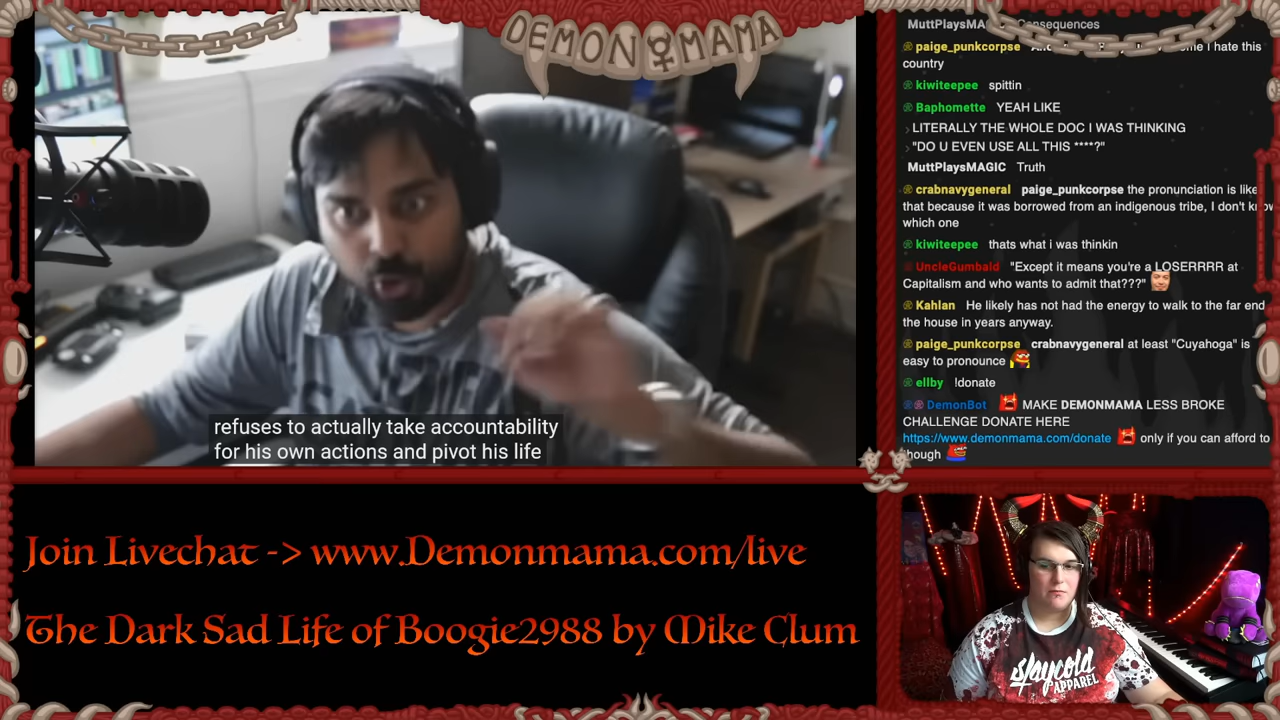 DEMON MAMA
refuses to actually take accountability
for his own actions and pivot his life
MuttPlaysMA Consequences
paige_punkcorpse I hate this
country
kiwiteepee spittin
Baphomette YEAH LIKE
LITERALLY THE WHOLE DOC I WAS THINKING
"DO U EVEN USE ALL THIS ****?"
MuttPlaysMAGIC Truth
crabnavygeneral paige_punkcorpse the pronunciation is like
that because it was borrowed from an indigenous tribe, I don't know
which one
kiwiteepee thats what i was thinkin
UncleGumbald "Except it means you're a LOSERRRR at
Capitalism and who wants to admit that???"
Kahlan He likely has not had the energy to walk to the far end
the house in years anyway.
paige_punkcorpse crabnavygeneral at least "Cuyahoga" is
easy to pronounce
ellby !donate
DemonBot MAKE DEMONMAMA LESS BROKE
CHALLENGE DONATE HERE
https://www.demonmama.com/donate only if you can afford to
though
Join Livechat -> www.Demonmama.com/live
The Dark Sad Life of Boogie2988 by Mike Clum
staycold
APPAREL